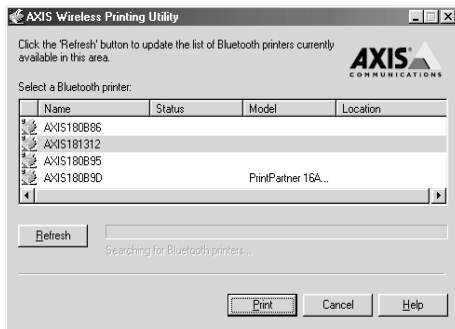 AXIS Wireless Printing Utility
Click the 'Refresh' button to update the list of Bluetooth printers currently
available in this area.
AXIS
COMMUNICATIONS
Select a Bluetooth printer:
Name Status Model Location
AXIS180B86
AXIS181312
AXIS180B95
AXIS180B9D PrintPartner 16A...
Refresh
Searching for Bluetooth printers...
Print Cancel Help